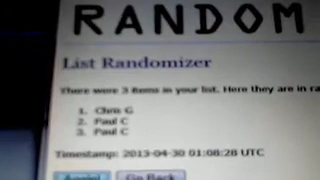 RANDOM
List Randomizer
There were 3 items in your list. Here they are in ra
1. Chris G
2. Paul C
3. Paul C
Timestamp: 2013-04-30 01:08:28 UTC
Again! Go Back